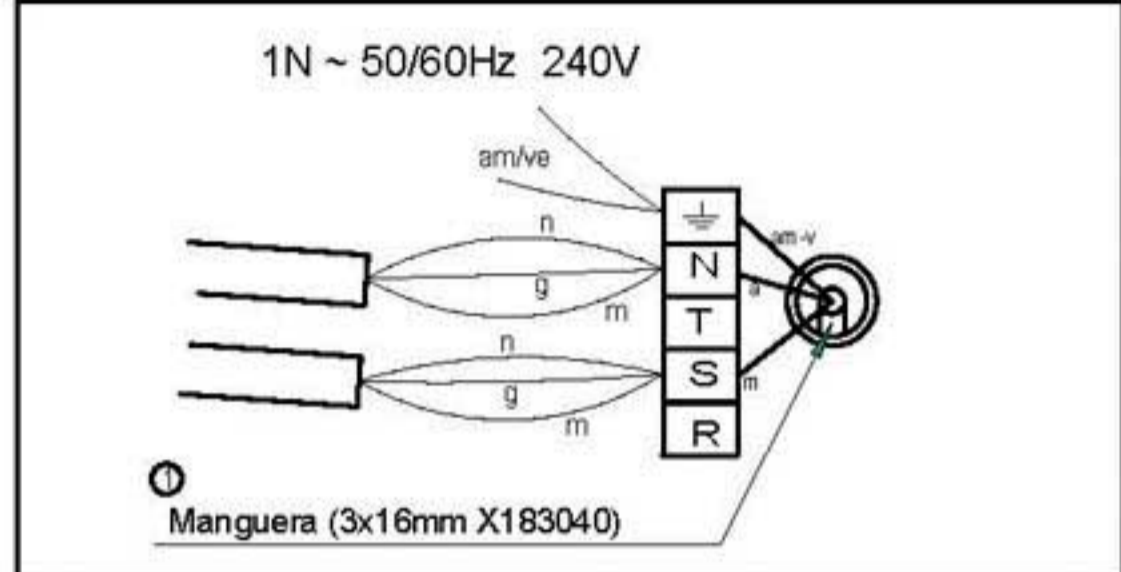 1N ~ 50/60Hz 240V
am/ve
n
g
m
n
g
m
N
T
S
R
am-v
a
m
1
Manguera (3x16mm X183040)